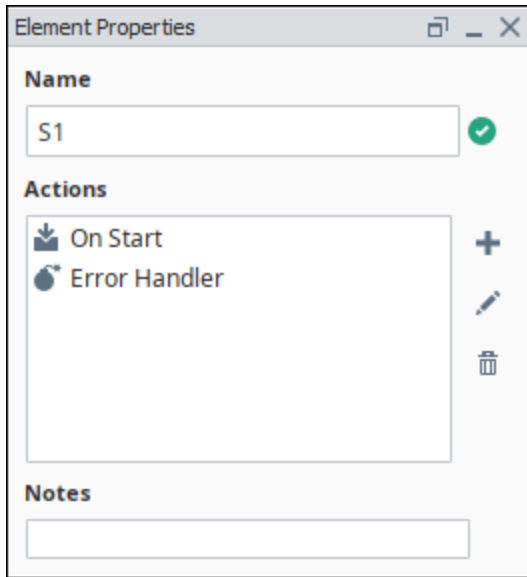 Element Properties
Name
S1
Actions
On Start
Error Handler
Notes